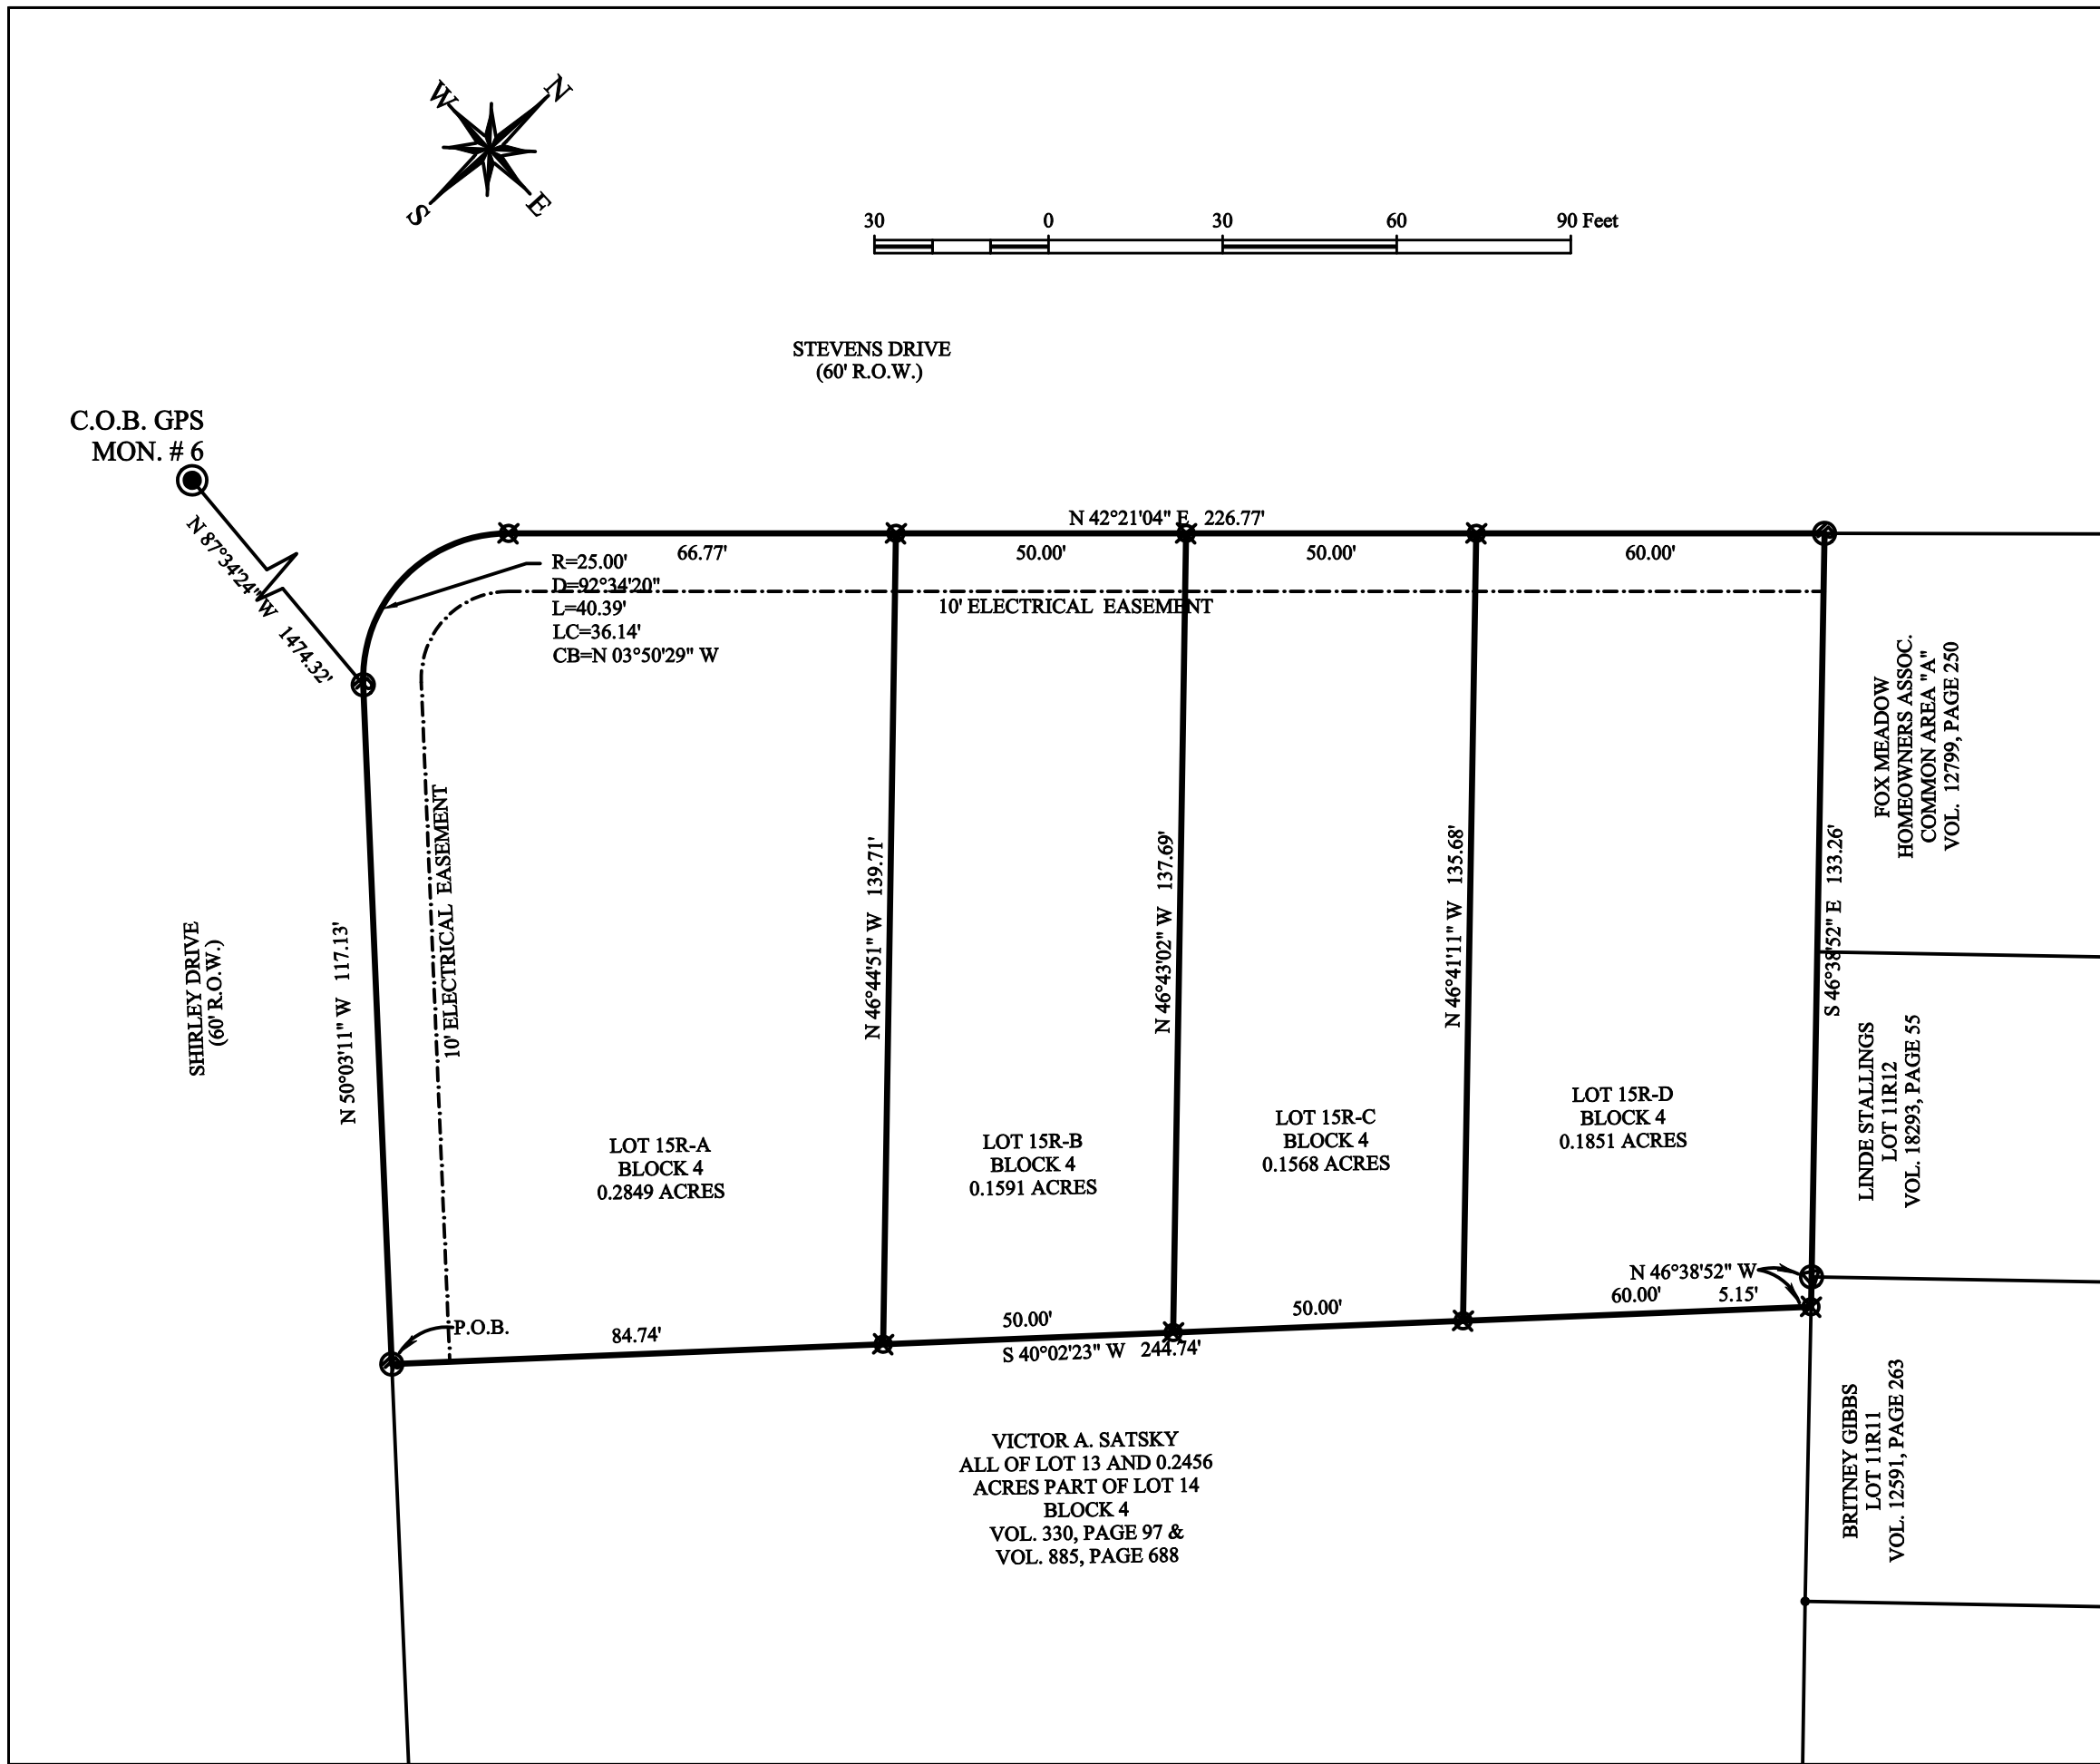 W
N
S
E
30 0 30 60 90 Feet
STEVENS DRIVE
(60' R.O.W.)
C.O.B. GPS
MON. # 6
N 87°34'24" W 1474.32'
N 42°21'04" E 226.77'
66.77'
50.00'
50.00'
60.00'
R=25.00'
D=92°34'20"
L=40.39'
LC=36.14'
CB=N 03°50'29" W
10' ELECTRICAL EASEMENT
10' ELECTRICAL EASEMENT
SHIRLEY DRIVE
(60' R.O.W.)
N 50°03'11" W 117.13'
N 46°44'51" W 139.71'
N 46°43'02" W 137.69'
N 46°41'11" W 135.68'
S 46°38'52" E 133.26'
FOX MEADOW
HOMEOWNERS ASSOC.
COMMON AREA "A"
VOL. 12799, PAGE 250
LINDE STALLINGS
LOT 11R12
VOL. 18293, PAGE 55
LOT 15R-A
BLOCK 4
0.2849 ACRES
LOT 15R-B
BLOCK 4
0.1591 ACRES
LOT 15R-C
BLOCK 4
0.1568 ACRES
LOT 15R-D
BLOCK 4
0.1851 ACRES
N 46°38'52" W
5.15'
P.O.B.
84.74'
50.00'
50.00'
60.00'
S 40°02'23" W 244.74'
VICTOR A. SATSKY
ALL OF LOT 13 AND 0.2456
ACRES PART OF LOT 14
BLOCK 4
VOL. 330, PAGE 97 &
VOL. 885, PAGE 688
BRITNEY GIBBS
LOT 11R11
VOL. 12591, PAGE 263